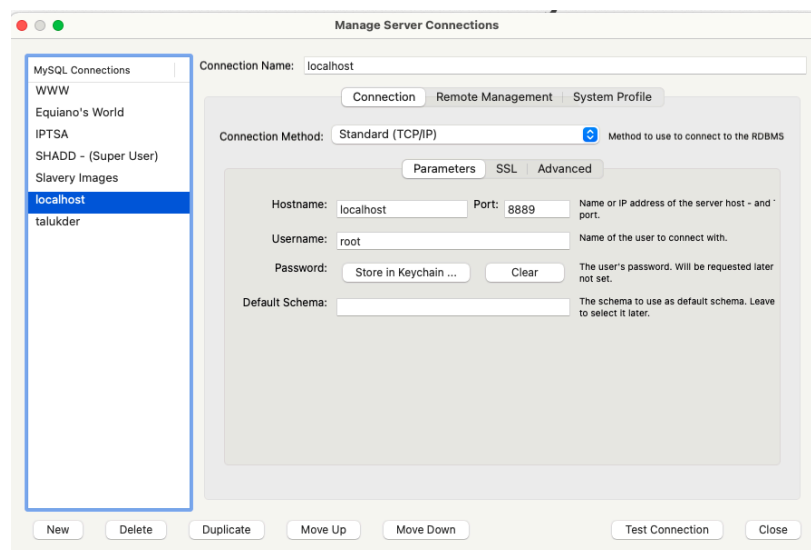 Manage Server Connections
MySQL Connections
WWW
Equiano's World
IPTSA
SHADD - (Super User)
Slavery Images
localhost
talukder
Connection Name: localhost
Connection Remote Management System Profile
Connection Method: Standard (TCP/IP) Method to use to connect to the RDBMS
Parameters SSL Advanced
Hostname: localhost Port: 8889 Name or IP address of the server host - and
port.
Username: root Name of the user to connect with.
Password: Store in Keychain ... Clear The user's password. Will be requested later
not set.
Default Schema: The schema to use as default schema. Leave
to select it later.
New Delete Duplicate Move Up Move Down Test Connection Close